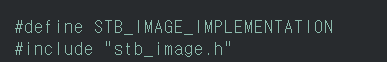 #define STB_IMAGE_IMPLEMENTATION
#include "stb_image.h"